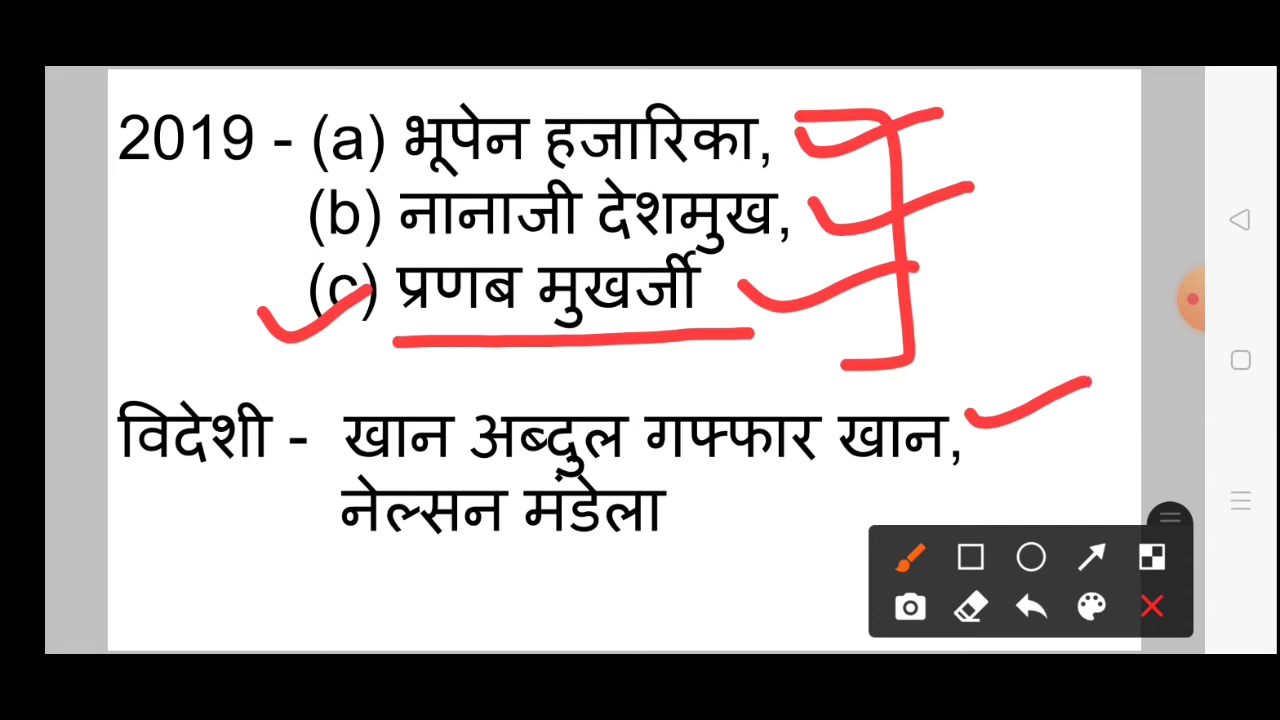 2019 - (a) भूपेन हजारिका,
(b) नानाजी देशमुख,
(c) प्रणब मुखर्जी
विदेशी - खान अब्दुल गफ्फार खान,
नेल्सन मंडेला